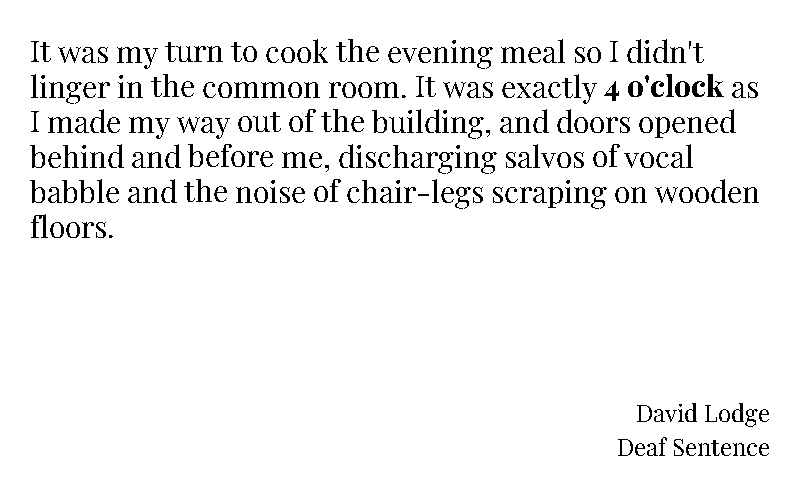 It was my turn to cook the evening meal so I didn't
linger in the common room. It was exactly 4 o'clock as
I made my way out of the building, and doors opened
behind and before me, discharging salvos of vocal
babble and the noise of chair-legs scraping on wooden
floors.
David Lodge
Deaf Sentence